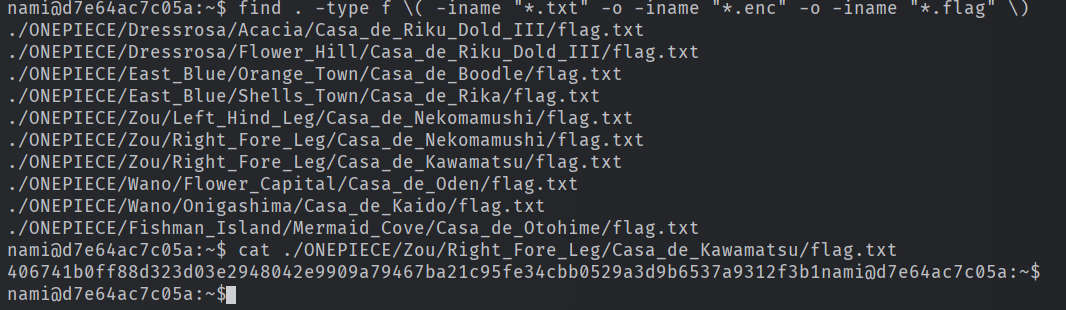 nami@d7e64ac7c05a:~$ find . -type f \( -iname "*.txt" -o -iname "*.enc" -o -iname "*.flag" \)
./ONEPIECE/Dressrosa/Acacia/Casa_de_Riku_Dold_III/flag.txt
./ONEPIECE/Dressrosa/Flower_Hill/Casa_de_Riku_Dold_III/flag.txt
./ONEPIECE/East_Blue/Orange_Town/Casa_de_Boodle/flag.txt
./ONEPIECE/East_Blue/Shells_Town/Casa_de_Rika/flag.txt
./ONEPIECE/Zou/Left_Hind_Leg/Casa_de_Nekomamushi/flag.txt
./ONEPIECE/Zou/Right_Fore_Leg/Casa_de_Nekomamushi/flag.txt
./ONEPIECE/Zou/Right_Fore_Leg/Casa_de_Kawamatsu/flag.txt
./ONEPIECE/Wano/Flower_Capital/Casa_de_Oden/flag.txt
./ONEPIECE/Wano/Onigashima/Casa_de_Kaido/flag.txt
./ONEPIECE/Fishman_Island/Mermaid_Cove/Casa_de_Otohime/flag.txt
nami@d7e64ac7c05a:~$ cat ./ONEPIECE/Zou/Right_Fore_Leg/Casa_de_Kawamatsu/flag.txt
406741b0ff88d323d03e2948042e9909a79467ba21c95fe34cbb0529a3d9b6537a9312f3b1nami@d7e64ac7c05a:~$
nami@d7e64ac7c05a:~$